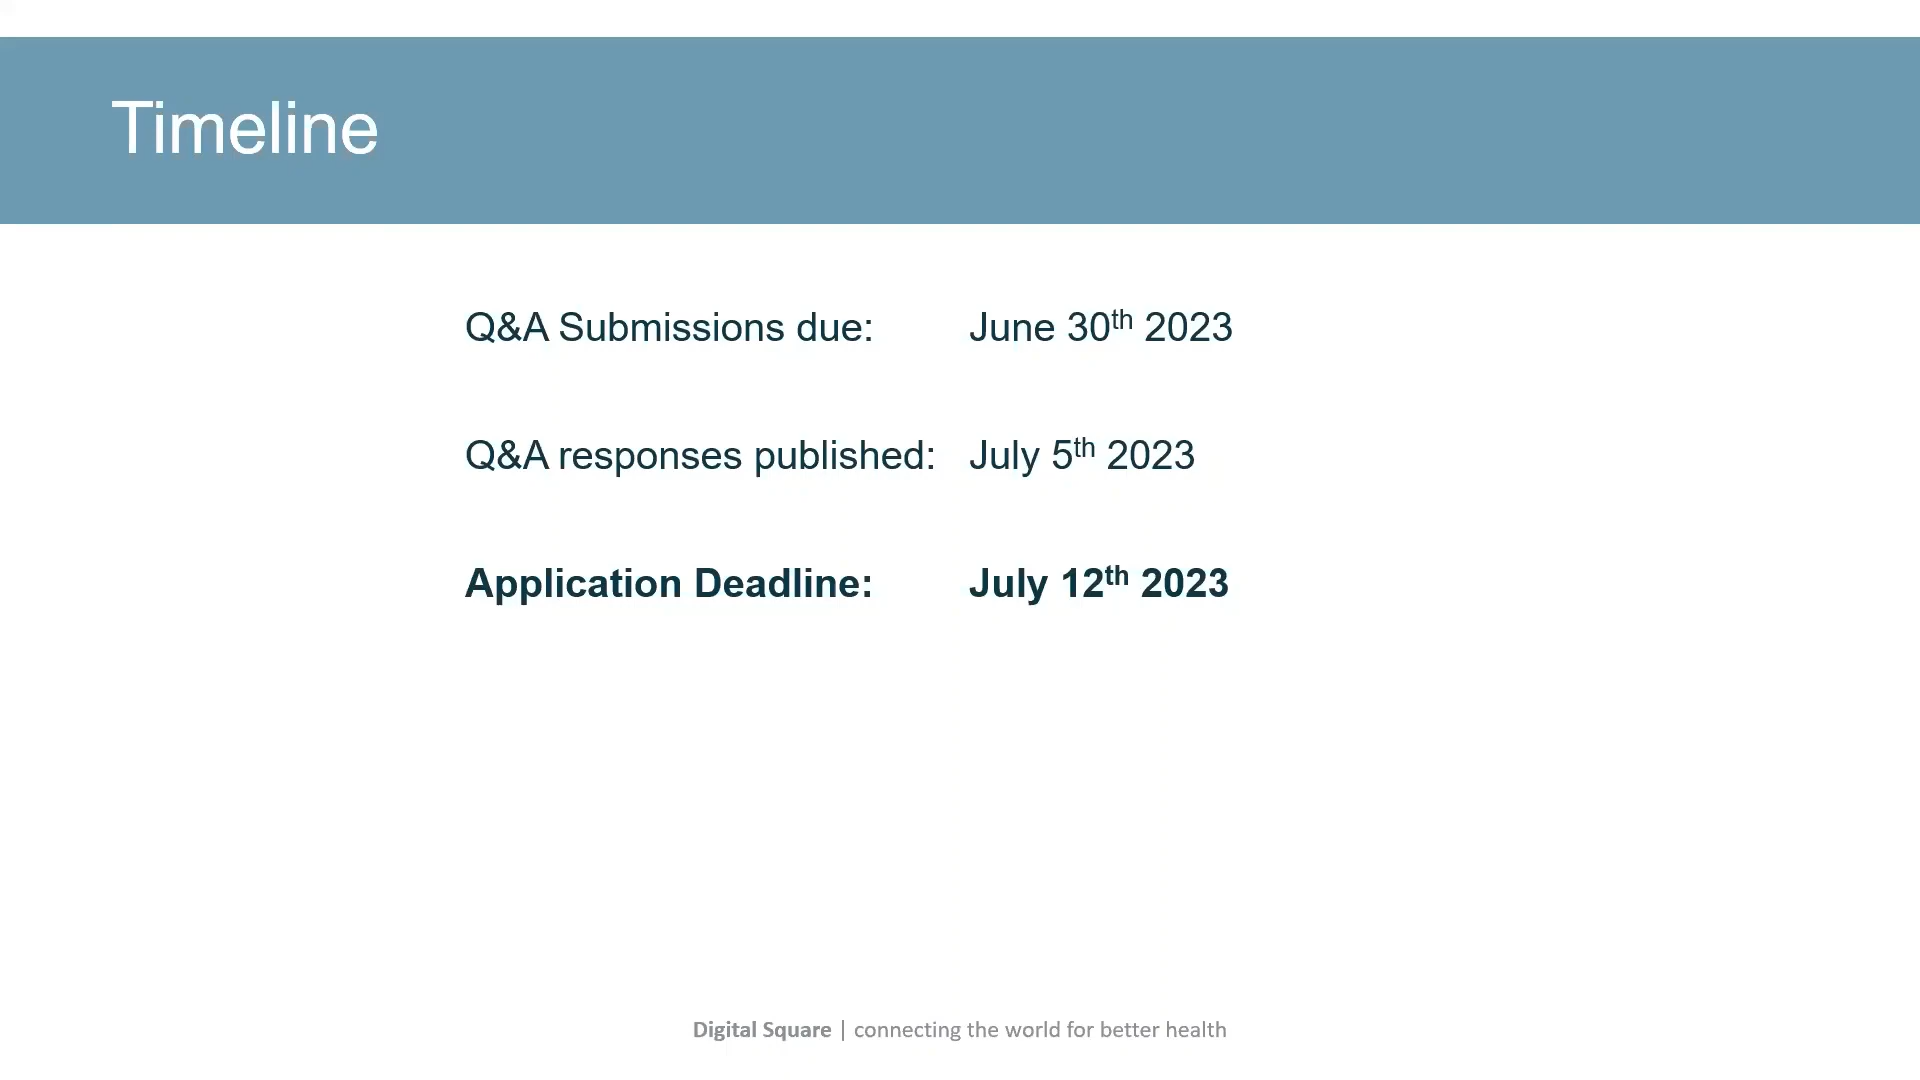 Timeline
Q&A Submissions due: June 30th 2023
Q&A responses published: July 5th 2023
Application Deadline: July 12th 2023
Digital Square | connecting the world for better health